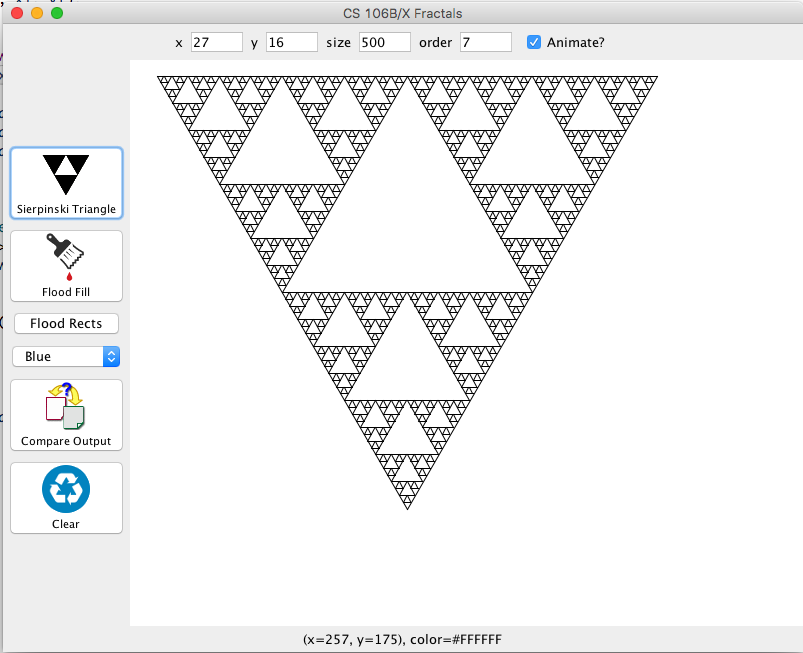 CS 106B/X Fractals
x 27 y 16 size 500 order 7 Animate?
Sierpinski Triangle
Flood Fill
Flood Rects
Blue
?
Compare Output
Clear
(x=257, y=175), color=#FFFFFF